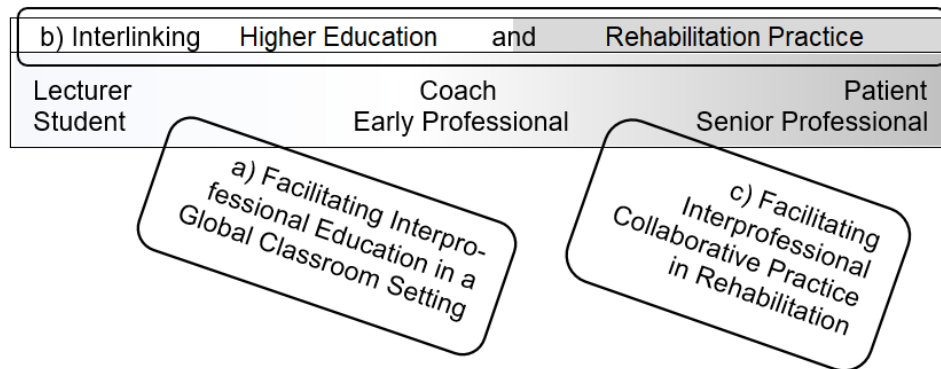 b) Interlinking Higher Education and Rehabilitation Practice
Lecturer Coach Patient
Student Early Professional Senior Professional
a) Facilitating Interpro-
fessional Education in a
Global Classroom Setting
c) Facilitating
Interprofessional
Collaborative Practice
in Rehabilitation